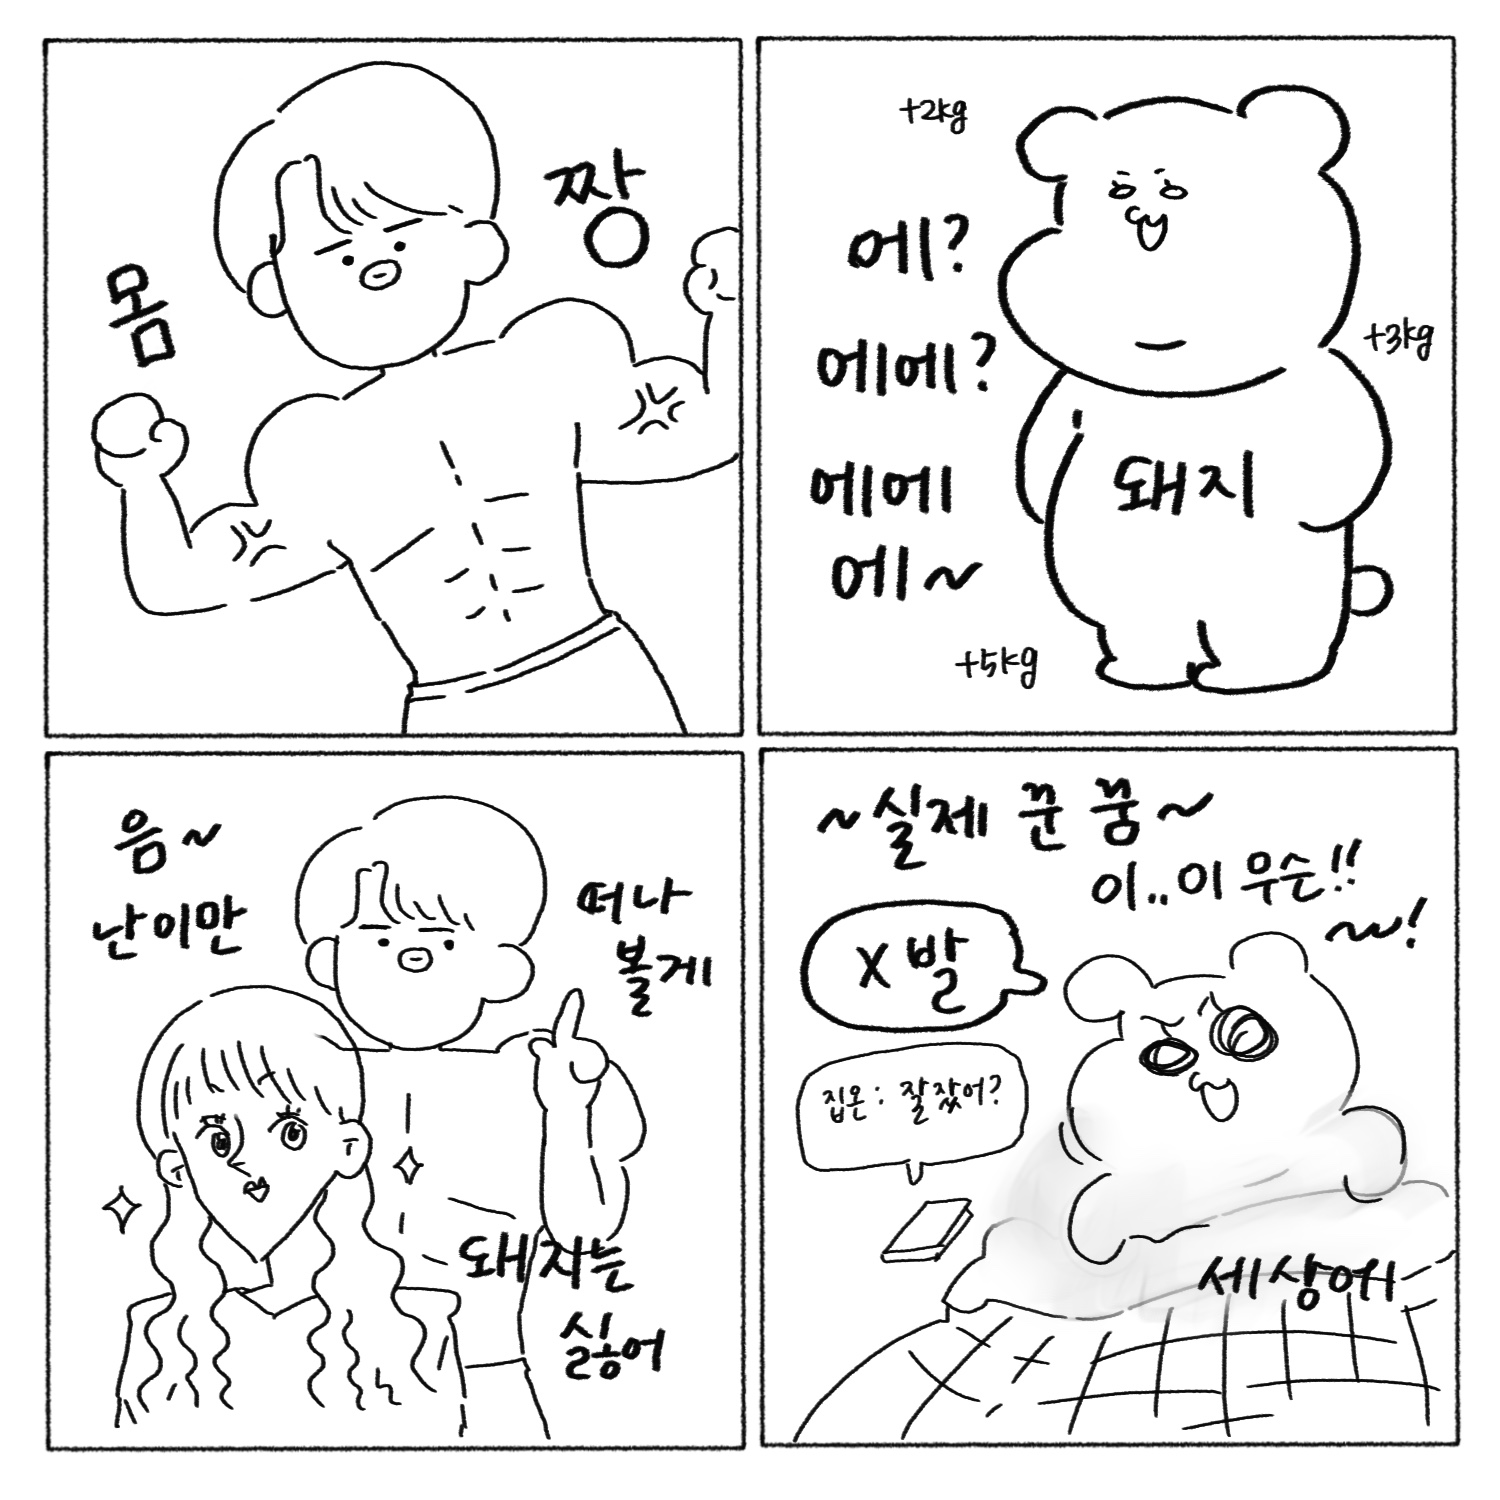 몸
짱
+2kg
에?
에에?
+3kg
에에
에~
돼지
+5kg
음~
난이만
떠나
볼게
돼지는
싫어
~실제 꾼 꿈~
이..이 우슨!!
~!
X발
집온: 잘잤어?
세상에